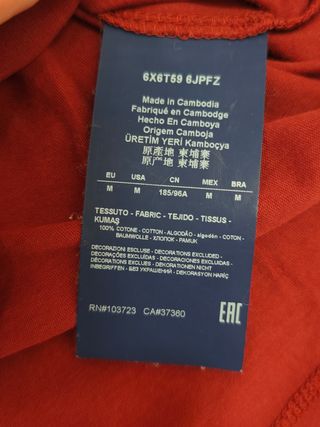 6X6T59 6JPFZ
Made in Cambodia
Fabriqué en Cambodge
Hecho En Camboya
Origem Camboja
ÜRETİM YERİ Kamboçya
原產地 柬埔寨
原产地 柬埔寨
EU USA CN MEX BRA
M M 185/96A M M
TESSUTO - FABRIC - TEJIDO - TISSUS -
KUMAŞ
100% COTONE - COTTON - ALGODÃO - algodón - COTON -
BAUMWOLLE - ХЛОПОК - PAMUK
DECORAZIONI ESCLUSE - DECORATIONS EXCLUDED -
DECORAÇÕES EXCLUÍDAS - DECORACIONES EXCLUIDAS -
DÉCORATIONS EXCLUES - DEKORATIONEN NICHT
INBEGRIFFEN - БЕЗ УКРАШЕНИЙ - DEKORASYON HARİÇ
RN#103723 CA#37360
EAC